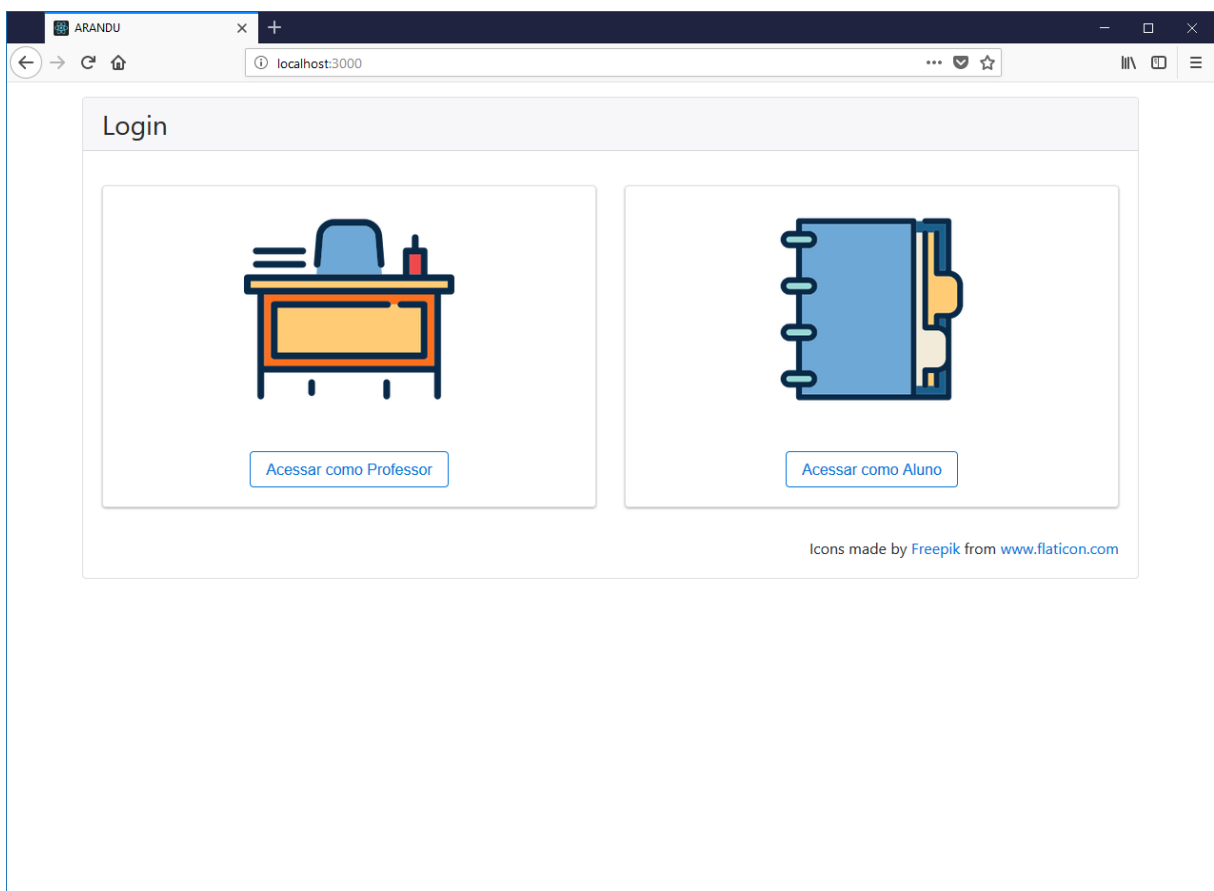 ARANDU
localhost:3000
Login
Acessar como Professor
Acessar como Aluno
Icons made by Freepik from www.flaticon.com